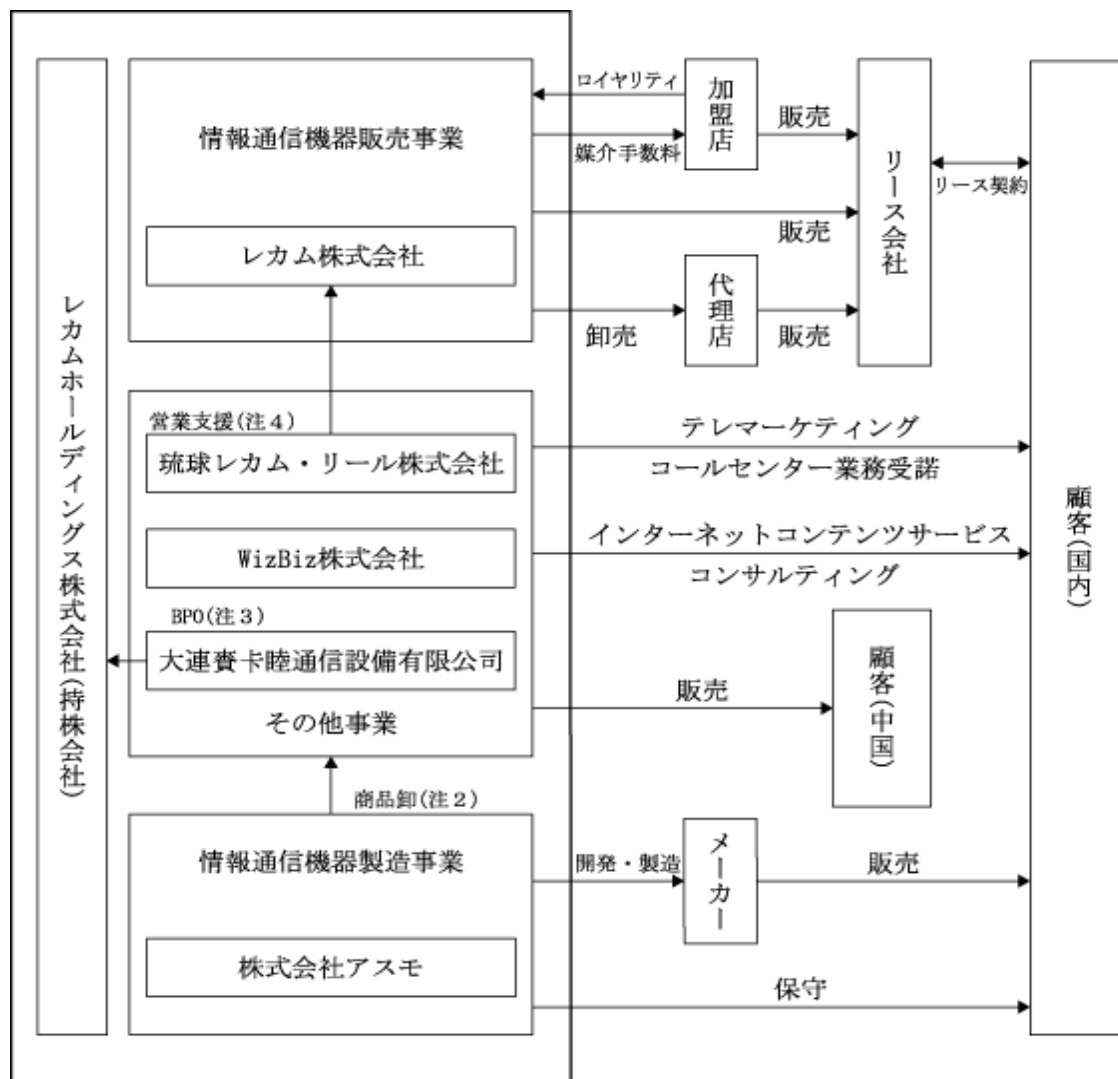 レカムホールディングス株式会社(持株会社)
情報通信機器販売事業
レカム株式会社
ロイヤリティ
媒介手数料
加盟店
販売
販売
卸売
代理店
販売
リース会社
リース契約
顧客(国内)
営業支援(注4)
琉球レカム・リール株式会社
WizBiz株式会社
BPO(注3)
大連賚卡睦通信設備有限公司
その他事業
テレマーケティング
コールセンター業務受諾
インターネットコンテンツサービス
コンサルティング
販売
顧客(中国)
商品卸(注2)
情報通信機器製造事業
株式会社アスモ
開発・製造
メーカー
販売
保守